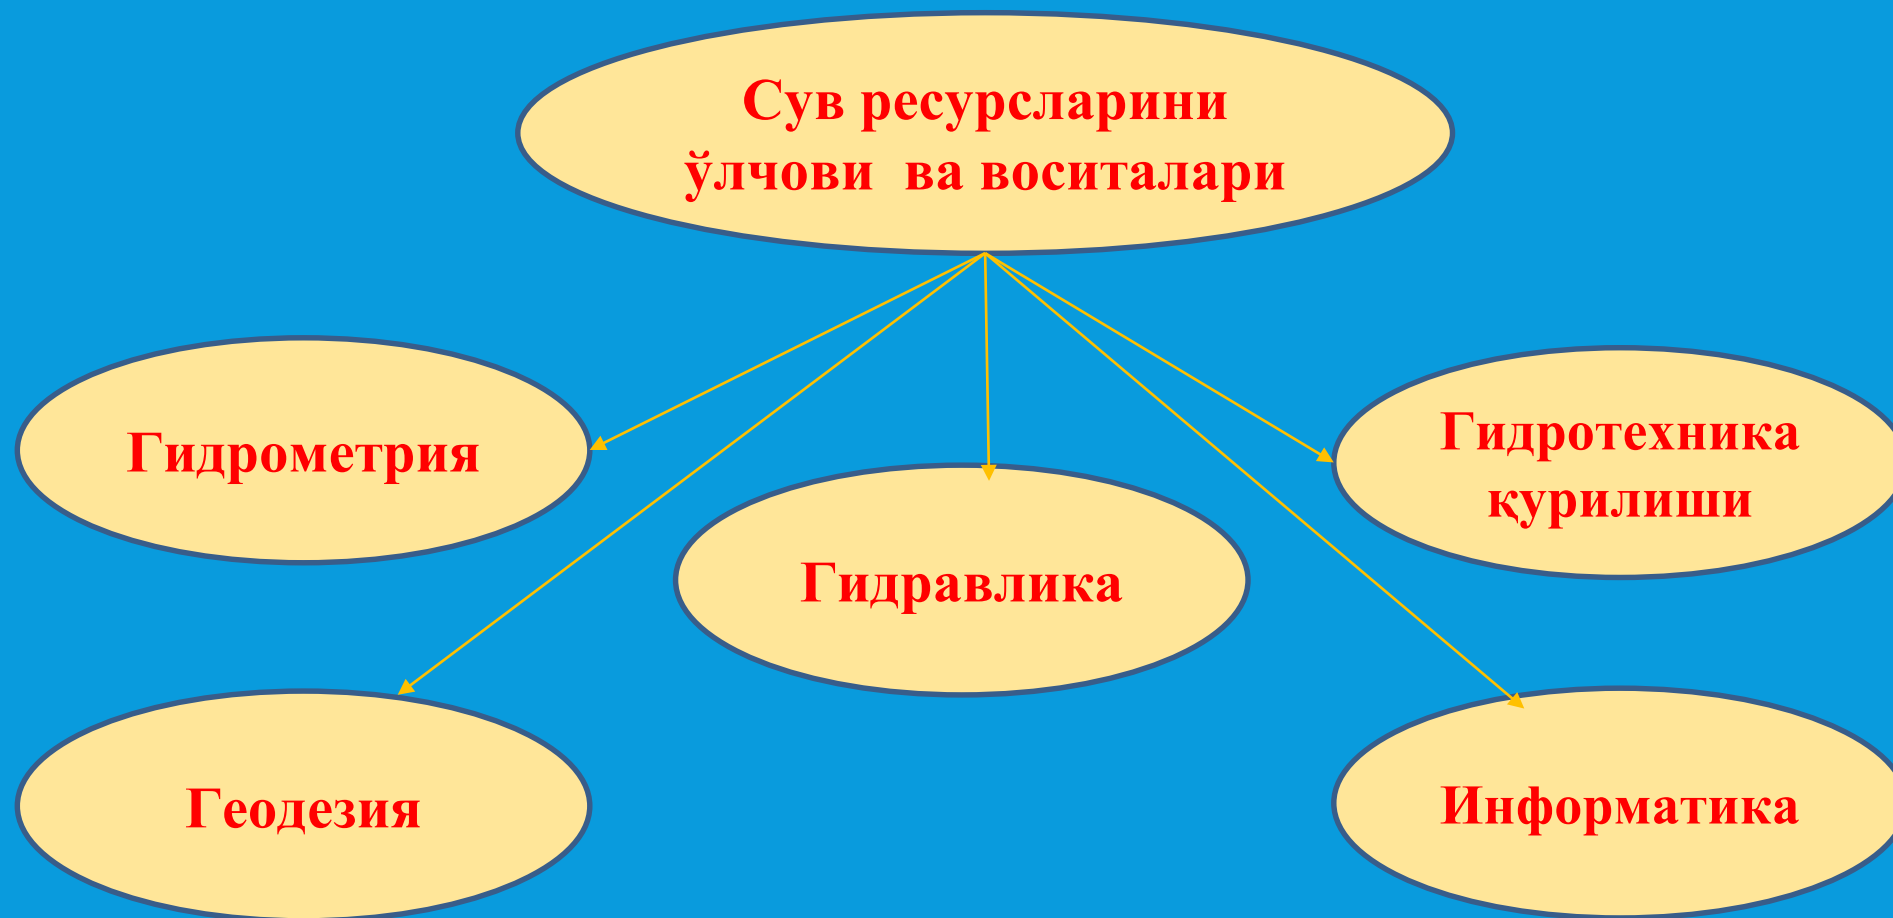 Сув ресурсларини
ўлчови ва воситалари
Гидрометрия
Гидротехника
қурилиши
Гидравлика
Геодезия
Информатика